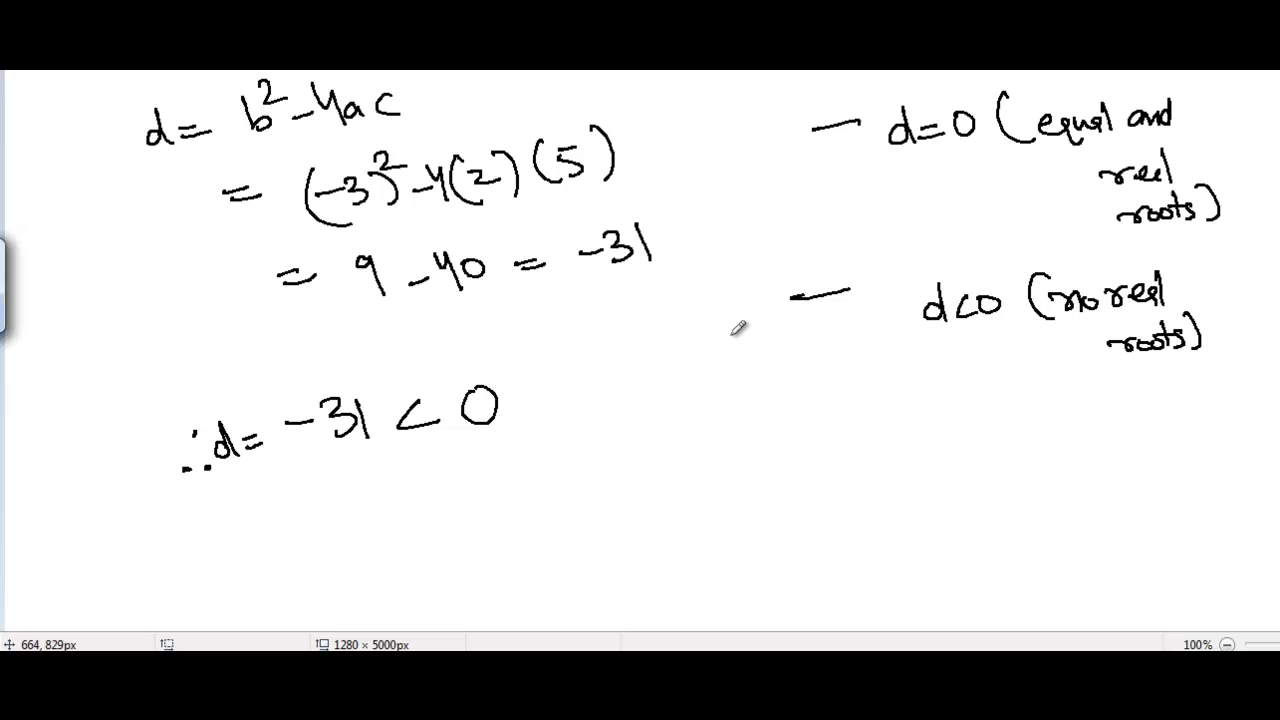 d = b² - 4ac
= (-3)² - 4(2)(5)
= 9 - 40 = -31
∴ d = -31 < 0
— d = 0 (equal and
real
roots)
— d < 0 (no real
roots)
664, 829px
1280 × 5000px
100%